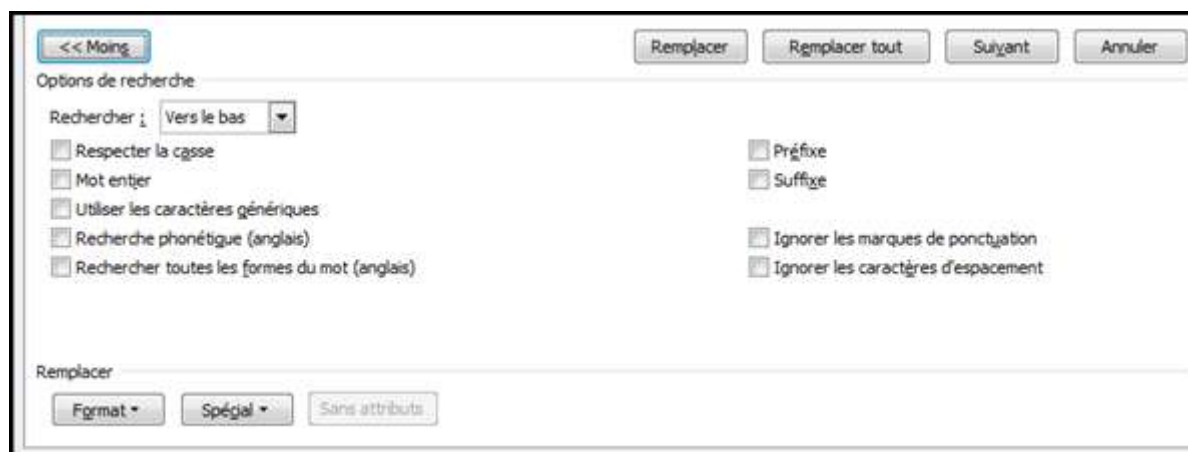 << Moins Remplacer Remplacer tout Suivant Annuler
Options de recherche
Rechercher : Vers le bas
Respecter la casse Préfixe
Mot entier Suffixe
Utiliser les caractères génériques
Recherche phonétique (anglais) Ignorer les marques de ponctuation
Rechercher toutes les formes du mot (anglais) Ignorer les caractères d'espacement
Remplacer
Format Spécial Sans attributs